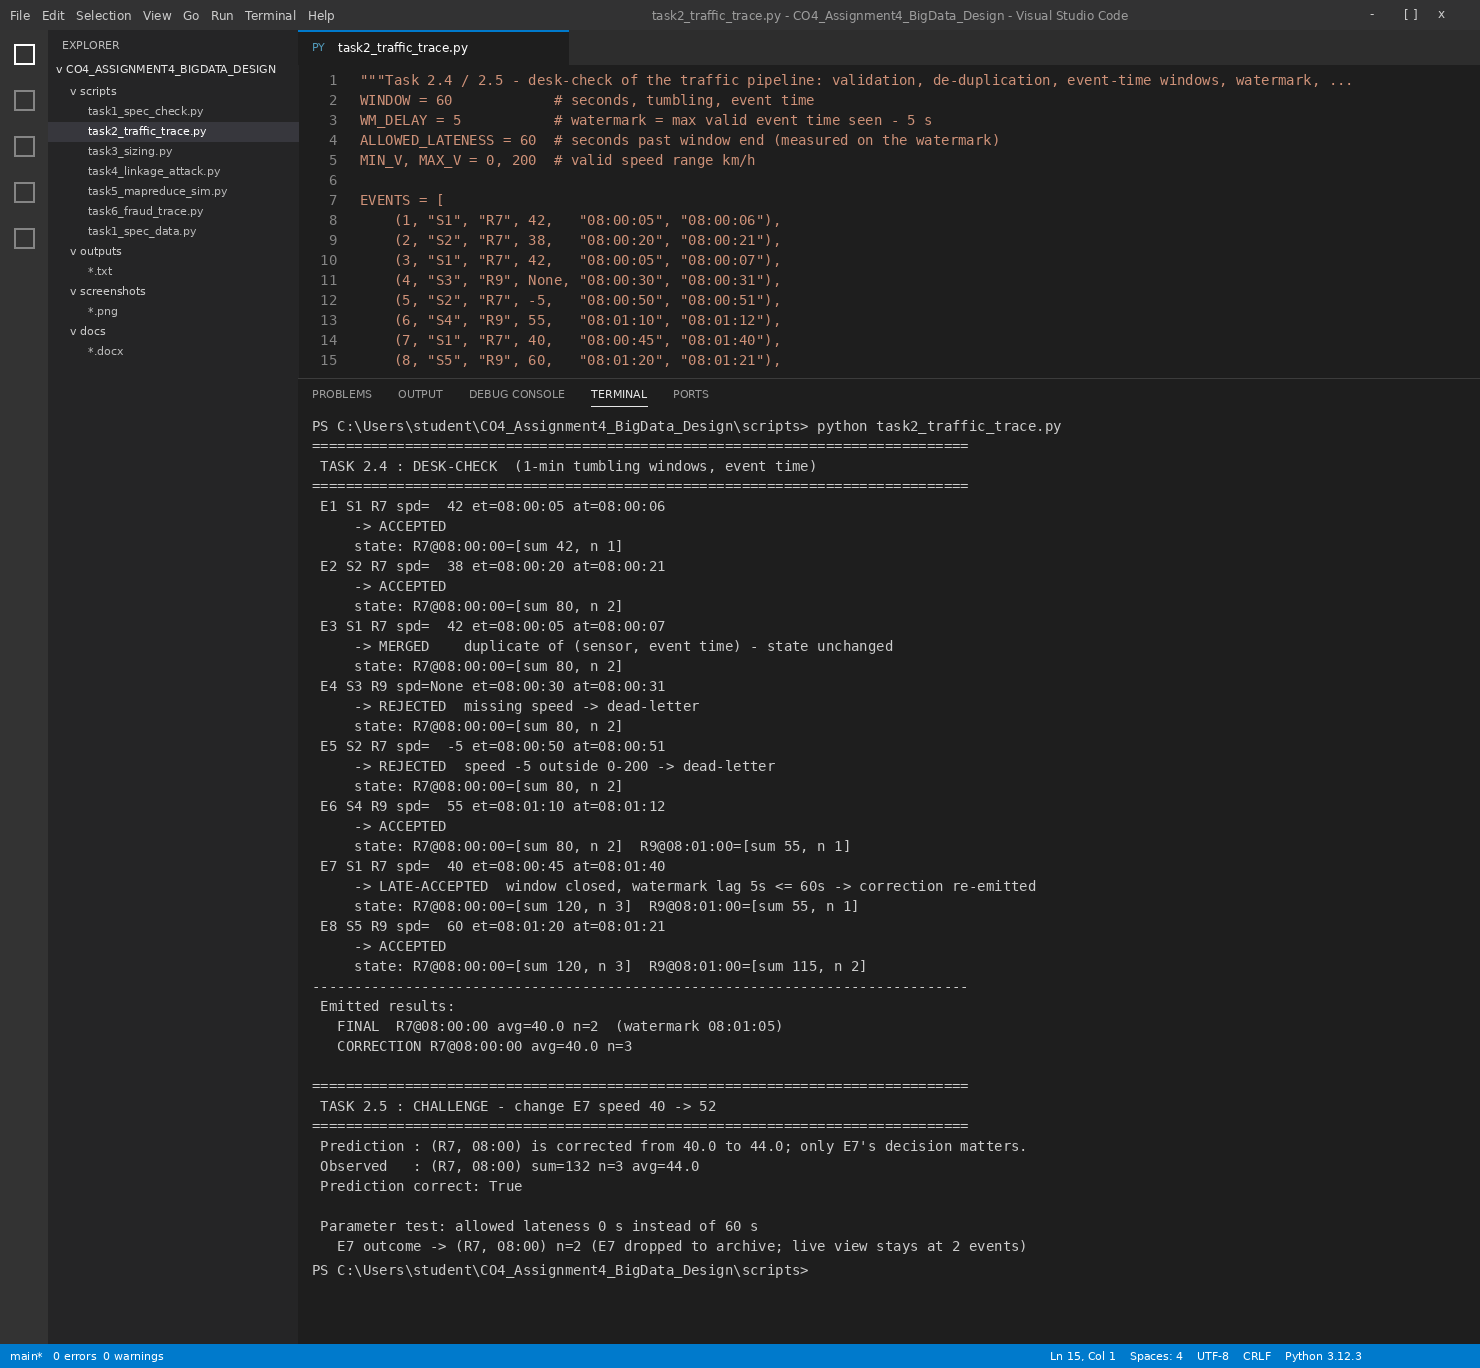 File Edit Selection View Go Run Terminal Help
task2_traffic_trace.py - CO4_Assignment4_BigData_Design - Visual Studio Code
- [ ] x
EXPLORER
v CO4_ASSIGNMENT4_BIGDATA_DESIGN
v scripts
task1_spec_check.py
task2_traffic_trace.py
task3_sizing.py
task4_linkage_attack.py
task5_mapreduce_sim.py
task6_fraud_trace.py
task1_spec_data.py
v outputs
*.txt
v screenshots
*.png
v docs
*.docx
PY task2_traffic_trace.py
1 """Task 2.4 / 2.5 - desk-check of the traffic pipeline: validation, de-duplication, event-time windows, watermark, ...
2 WINDOW = 60            # seconds, tumbling, event time
3 WM_DELAY = 5           # watermark = max valid event time seen - 5 s
4 ALLOWED_LATENESS = 60  # seconds past window end (measured on the watermark)
5 MIN_V, MAX_V = 0, 200  # valid speed range km/h
6
7 EVENTS = [
8     (1, "S1", "R7", 42,   "08:00:05", "08:00:06"),
9     (2, "S2", "R7", 38,   "08:00:20", "08:00:21"),
10     (3, "S1", "R7", 42,   "08:00:05", "08:00:07"),
11     (4, "S3", "R9", None, "08:00:30", "08:00:31"),
12     (5, "S2", "R7", -5,   "08:00:50", "08:00:51"),
13     (6, "S4", "R9", 55,   "08:01:10", "08:01:12"),
14     (7, "S1", "R7", 40,   "08:00:45", "08:01:40"),
15     (8, "S5", "R9", 60,   "08:01:20", "08:01:21"),
PROBLEMS OUTPUT DEBUG CONSOLE TERMINAL PORTS
PS C:\Users\student\CO4_Assignment4_BigData_Design\scripts> python task2_traffic_trace.py
==============================================================================
 TASK 2.4 : DESK-CHECK  (1-min tumbling windows, event time)
==============================================================================
 E1 S1 R7 spd=  42 et=08:00:05 at=08:00:06
     -> ACCEPTED
     state: R7@08:00:00=[sum 42, n 1]
 E2 S2 R7 spd=  38 et=08:00:20 at=08:00:21
     -> ACCEPTED
     state: R7@08:00:00=[sum 80, n 2]
 E3 S1 R7 spd=  42 et=08:00:05 at=08:00:07
     -> MERGED    duplicate of (sensor, event time) - state unchanged
     state: R7@08:00:00=[sum 80, n 2]
 E4 S3 R9 spd=None et=08:00:30 at=08:00:31
     -> REJECTED  missing speed -> dead-letter
     state: R7@08:00:00=[sum 80, n 2]
 E5 S2 R7 spd=  -5 et=08:00:50 at=08:00:51
     -> REJECTED  speed -5 outside 0-200 -> dead-letter
     state: R7@08:00:00=[sum 80, n 2]
 E6 S4 R9 spd=  55 et=08:01:10 at=08:01:12
     -> ACCEPTED
     state: R7@08:00:00=[sum 80, n 2]  R9@08:01:00=[sum 55, n 1]
 E7 S1 R7 spd=  40 et=08:00:45 at=08:01:40
     -> LATE-ACCEPTED  window closed, watermark lag 5s <= 60s -> correction re-emitted
     state: R7@08:00:00=[sum 120, n 3]  R9@08:01:00=[sum 55, n 1]
 E8 S5 R9 spd=  60 et=08:01:20 at=08:01:21
     -> ACCEPTED
     state: R7@08:00:00=[sum 120, n 3]  R9@08:01:00=[sum 115, n 2]
------------------------------------------------------------------------------
 Emitted results:
   FINAL  R7@08:00:00 avg=40.0 n=2  (watermark 08:01:05)
   CORRECTION R7@08:00:00 avg=40.0 n=3
==============================================================================
 TASK 2.5 : CHALLENGE - change E7 speed 40 -> 52
==============================================================================
 Prediction : (R7, 08:00) is corrected from 40.0 to 44.0; only E7's decision matters.
 Observed   : (R7, 08:00) sum=132 n=3 avg=44.0
 Prediction correct: True
 Parameter test: allowed lateness 0 s instead of 60 s
   E7 outcome -> (R7, 08:00) n=2 (E7 dropped to archive; live view stays at 2 events)
PS C:\Users\student\CO4_Assignment4_BigData_Design\scripts>
main* 0 errors 0 warnings
Ln 15, Col 1 Spaces: 4 UTF-8 CRLF Python 3.12.3